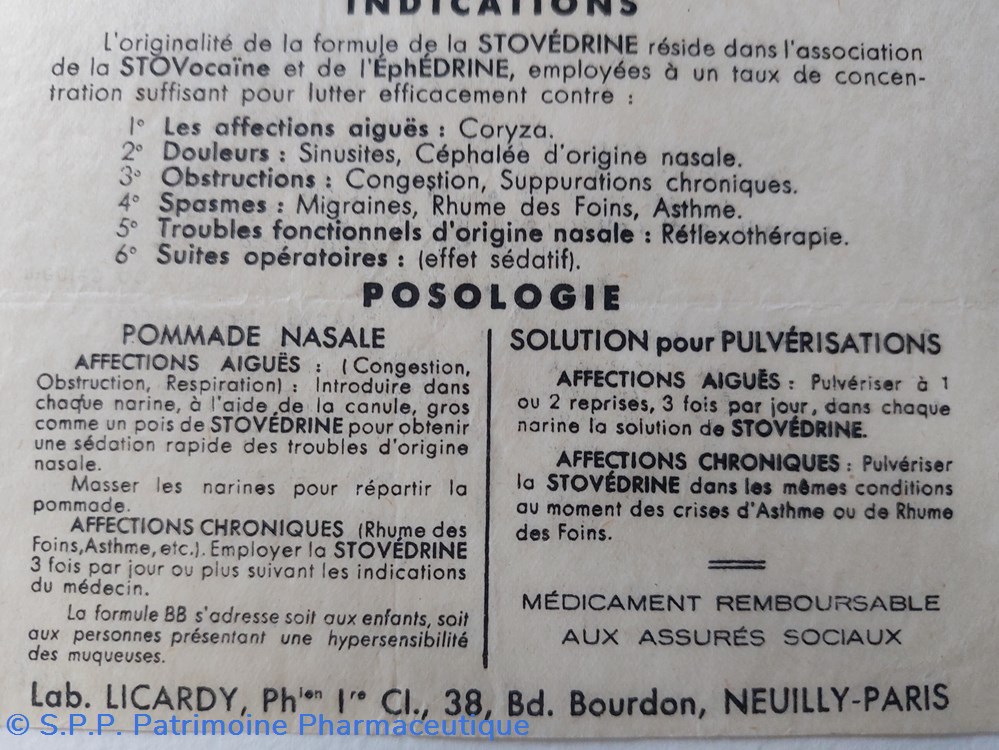 INDICATIONS
L'originalité de la formule de la STOVÉDRINE réside dans l'association
de la STOVocaïne et de l'ÉphÉDRINE, employées à un taux de concen-
tration suffisant pour lutter efficacement contre :
1° Les affections aiguës : Coryza.
2° Douleurs : Sinusites, Céphalée d'origine nasale.
3° Obstructions : Congestion, Suppurations chroniques.
4° Spasmes : Migraines, Rhume des Foins, Asthme.
5° Troubles fonctionnels d'origine nasale : Réflexothérapie.
6° Suites opératoires : (effet sédatif).
POSOLOGIE
POMMADE NASALE
AFFECTIONS AIGUËS : (Congestion,
Obstruction, Respiration) : Introduire dans
chaque narine, à l'aide de la canule, gros
comme un pois de STOVÉDRINE pour obtenir
une sédation rapide des troubles d'origine
nasale.
Masser les narines pour répartir la
pommade.
AFFECTIONS CHRONIQUES (Rhume des
Foins, Asthme, etc.). Employer la STOVÉDRINE
3 fois par jour ou plus suivant les indications
du médecin.
La formule BB s'adresse soit aux enfants, soit
aux personnes présentant une hypersensibilité
des muqueuses.
SOLUTION pour PULVÉRISATIONS
AFFECTIONS AIGUËS : Pulvériser à 1
ou 2 reprises, 3 fois par jour, dans chaque
narine la solution de STOVÉDRINE.
AFFECTIONS CHRONIQUES : Pulvériser
la STOVÉDRINE dans les mêmes conditions
au moment des crises d'Asthme ou de Rhume
des Foins.
MÉDICAMENT REMBOURSABLE
AUX ASSURÉS SOCIAUX
Lab. LICARDY, Phien 1re Cl., 38, Bd. Bourdon, NEUILLY-PARIS
© S.P.P. Patrimoine Pharmaceutique